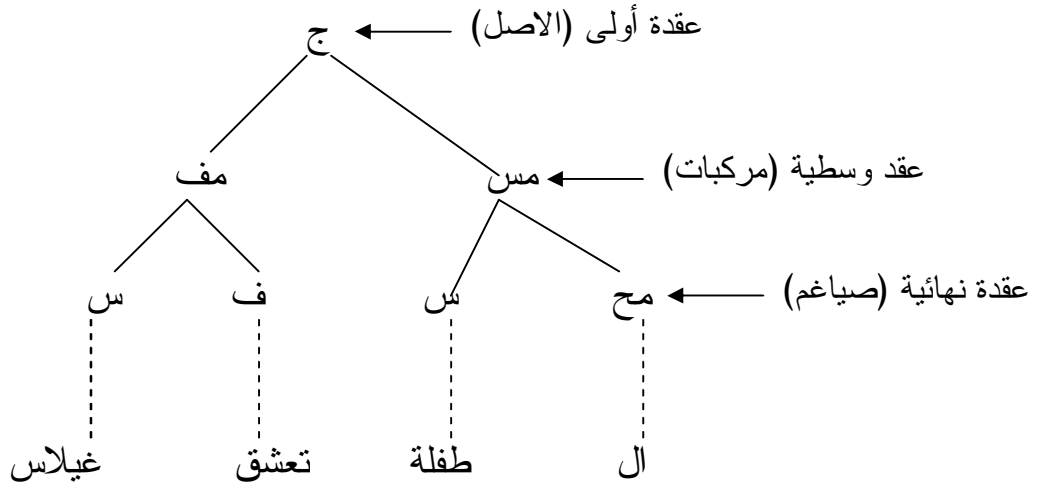 ج عقدة أولى (الاصل)
عقد وسطية (مركبات) مس مف
عقدة نهائية (صياغم) مح س ف س
ال طفلة تعشق غيلاس